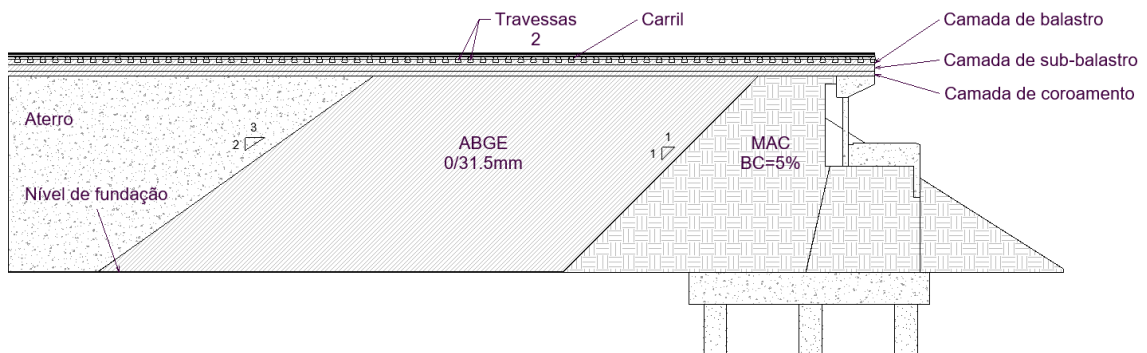 Travessas
2
Carril
Camada de balastro
Camada de sub-balastro
Camada de coroamento
Aterro
3
2
ABGE
0/31.5mm
1
1
MAC
BC=5%
Nível de fundação